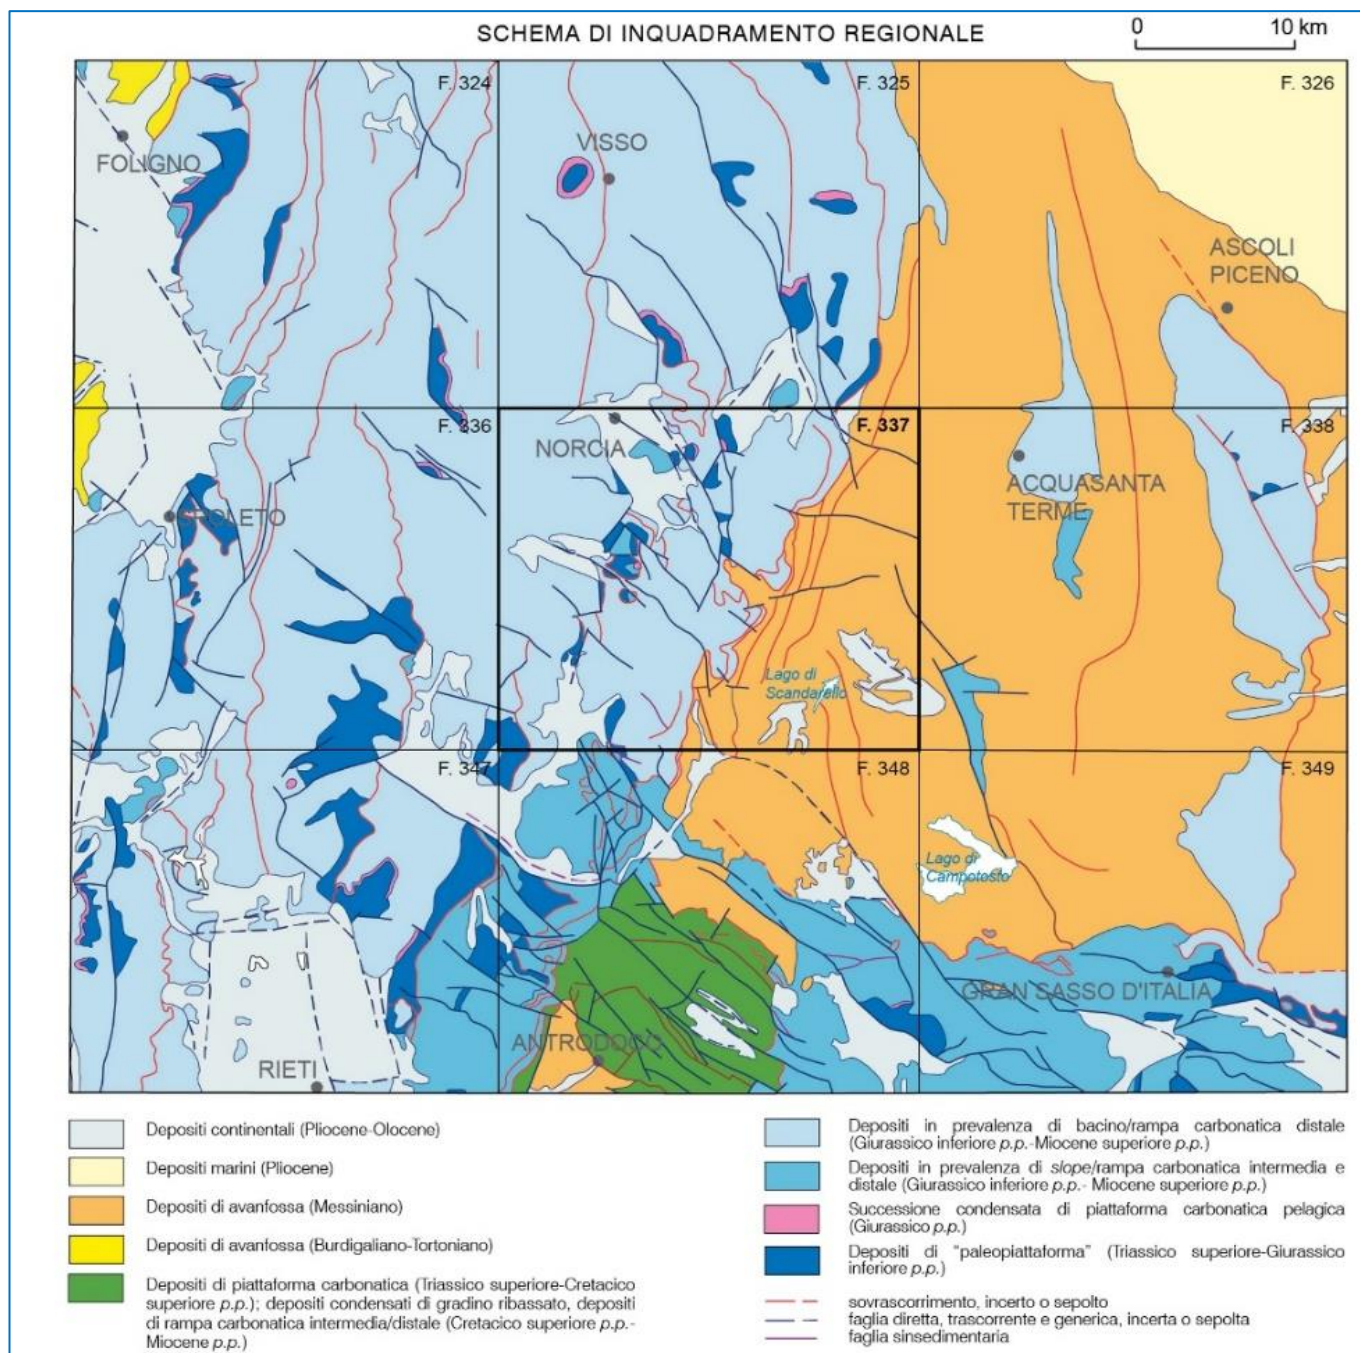 SCHEMA DI INQUADRAMENTO REGIONALE
0 10 km
F. 324
F. 325
F. 326
FOLIGNO
VISSO
ASCOLI
PICENO
F. 336
F. 337
F. 338
NORCIA
ACQUASANTA
TERME
SPOLETO
Lago di
Scandarello
F. 347
F. 348
F. 349
Lago di
Campotosto
GRAN SASSO D'ITALIA
ANTRODOCO
RIETI
Depositi continentali (Pliocene-Olocene)
Depositi marini (Pliocene)
Depositi di avanfossa (Messiniano)
Depositi di avanfossa (Burdigaliano-Tortoniano)
Depositi di piattaforma carbonatica (Triassico superiore-Cretacico
superiore p.p.); depositi condensati di gradino ribassato, depositi
di rampa carbonatica intermedia/distale (Cretacico superiore p.p.-
Miocene p.p.)
Depositi in prevalenza di bacino/rampa carbonatica distale
(Giurassico inferiore p.p.-Miocene superiore p.p.)
Depositi in prevalenza di slope/rampa carbonatica intermedia e
distale (Giurassico inferiore p.p.- Miocene superiore p.p.)
Successione condensata di piattaforma carbonatica pelagica
(Giurassico p.p.)
Depositi di "paleopiattaforma" (Triassico superiore-Giurassico
inferiore p.p.)
sovrascorrimento, incerto o sepolto
faglia diretta, trascorrente e generica, incerta o sepolta
faglia sinsedimentaria